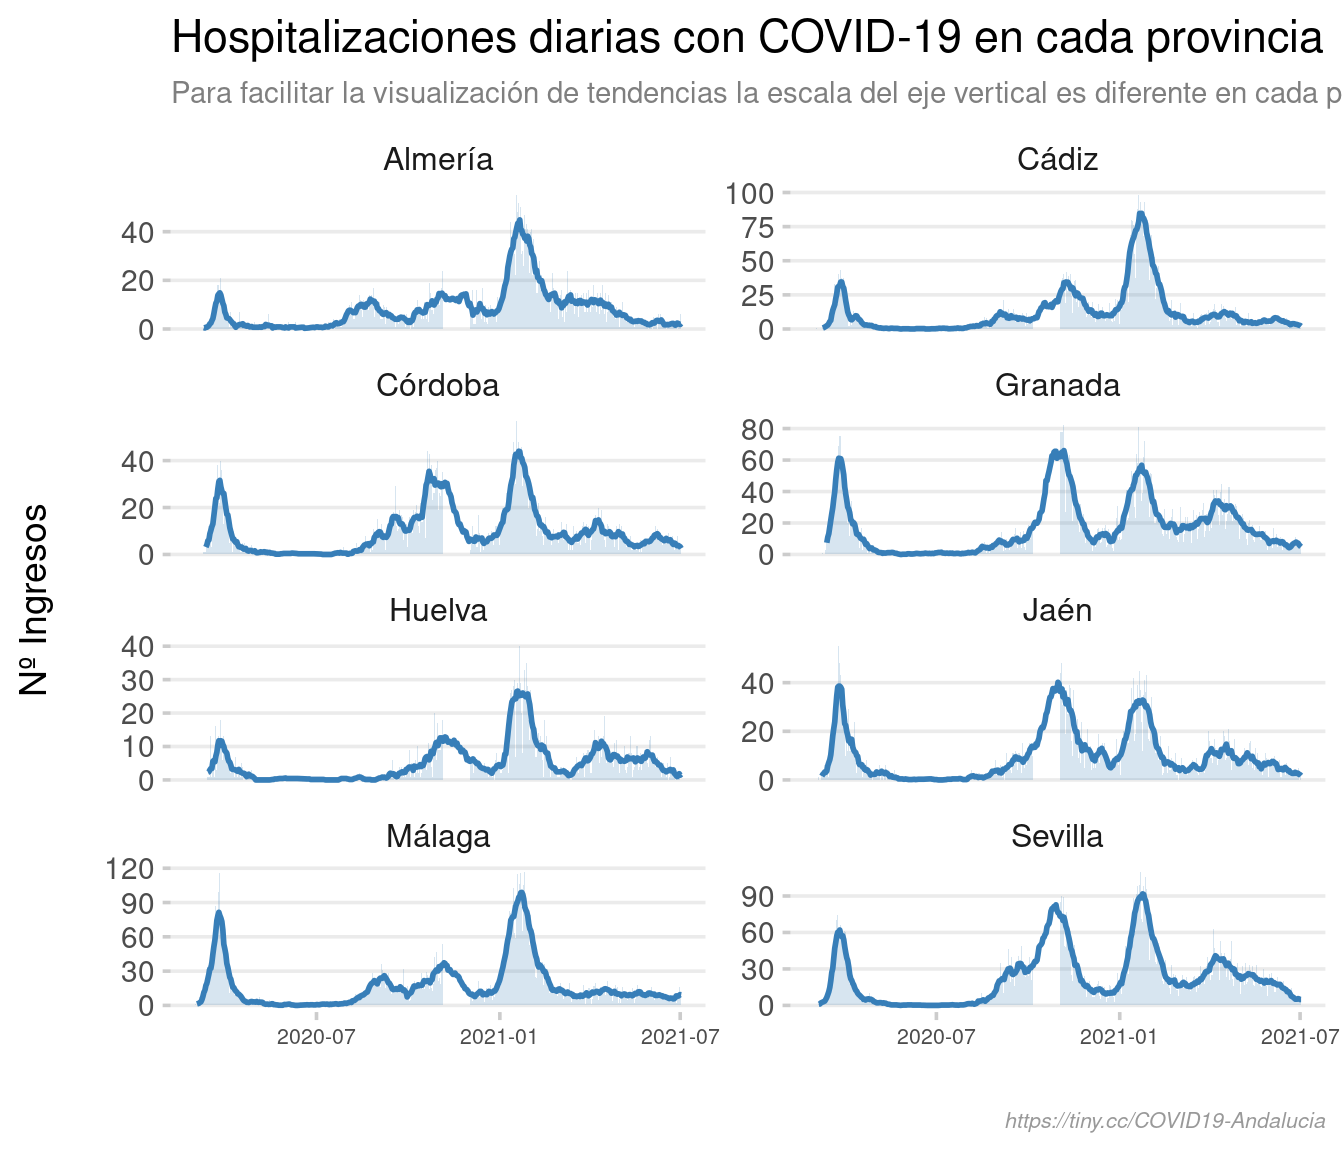 Hospitalizaciones diarias con COVID-19 en cada provincia
Para facilitar la visualización de tendencias la escala del eje vertical es diferente en cada p
Nº Ingresos
Almería
40
20
0
Cádiz
100
75
50
25
0
Córdoba
40
20
0
Granada
80
60
40
20
0
Huelva
40
30
20
10
0
Jaén
40
20
0
Málaga
120
90
60
30
0
2020-07 2021-01 2021-07
Sevilla
90
60
30
0
2020-07 2021-01 2021-07
https://tiny.cc/COVID19-Andalucia